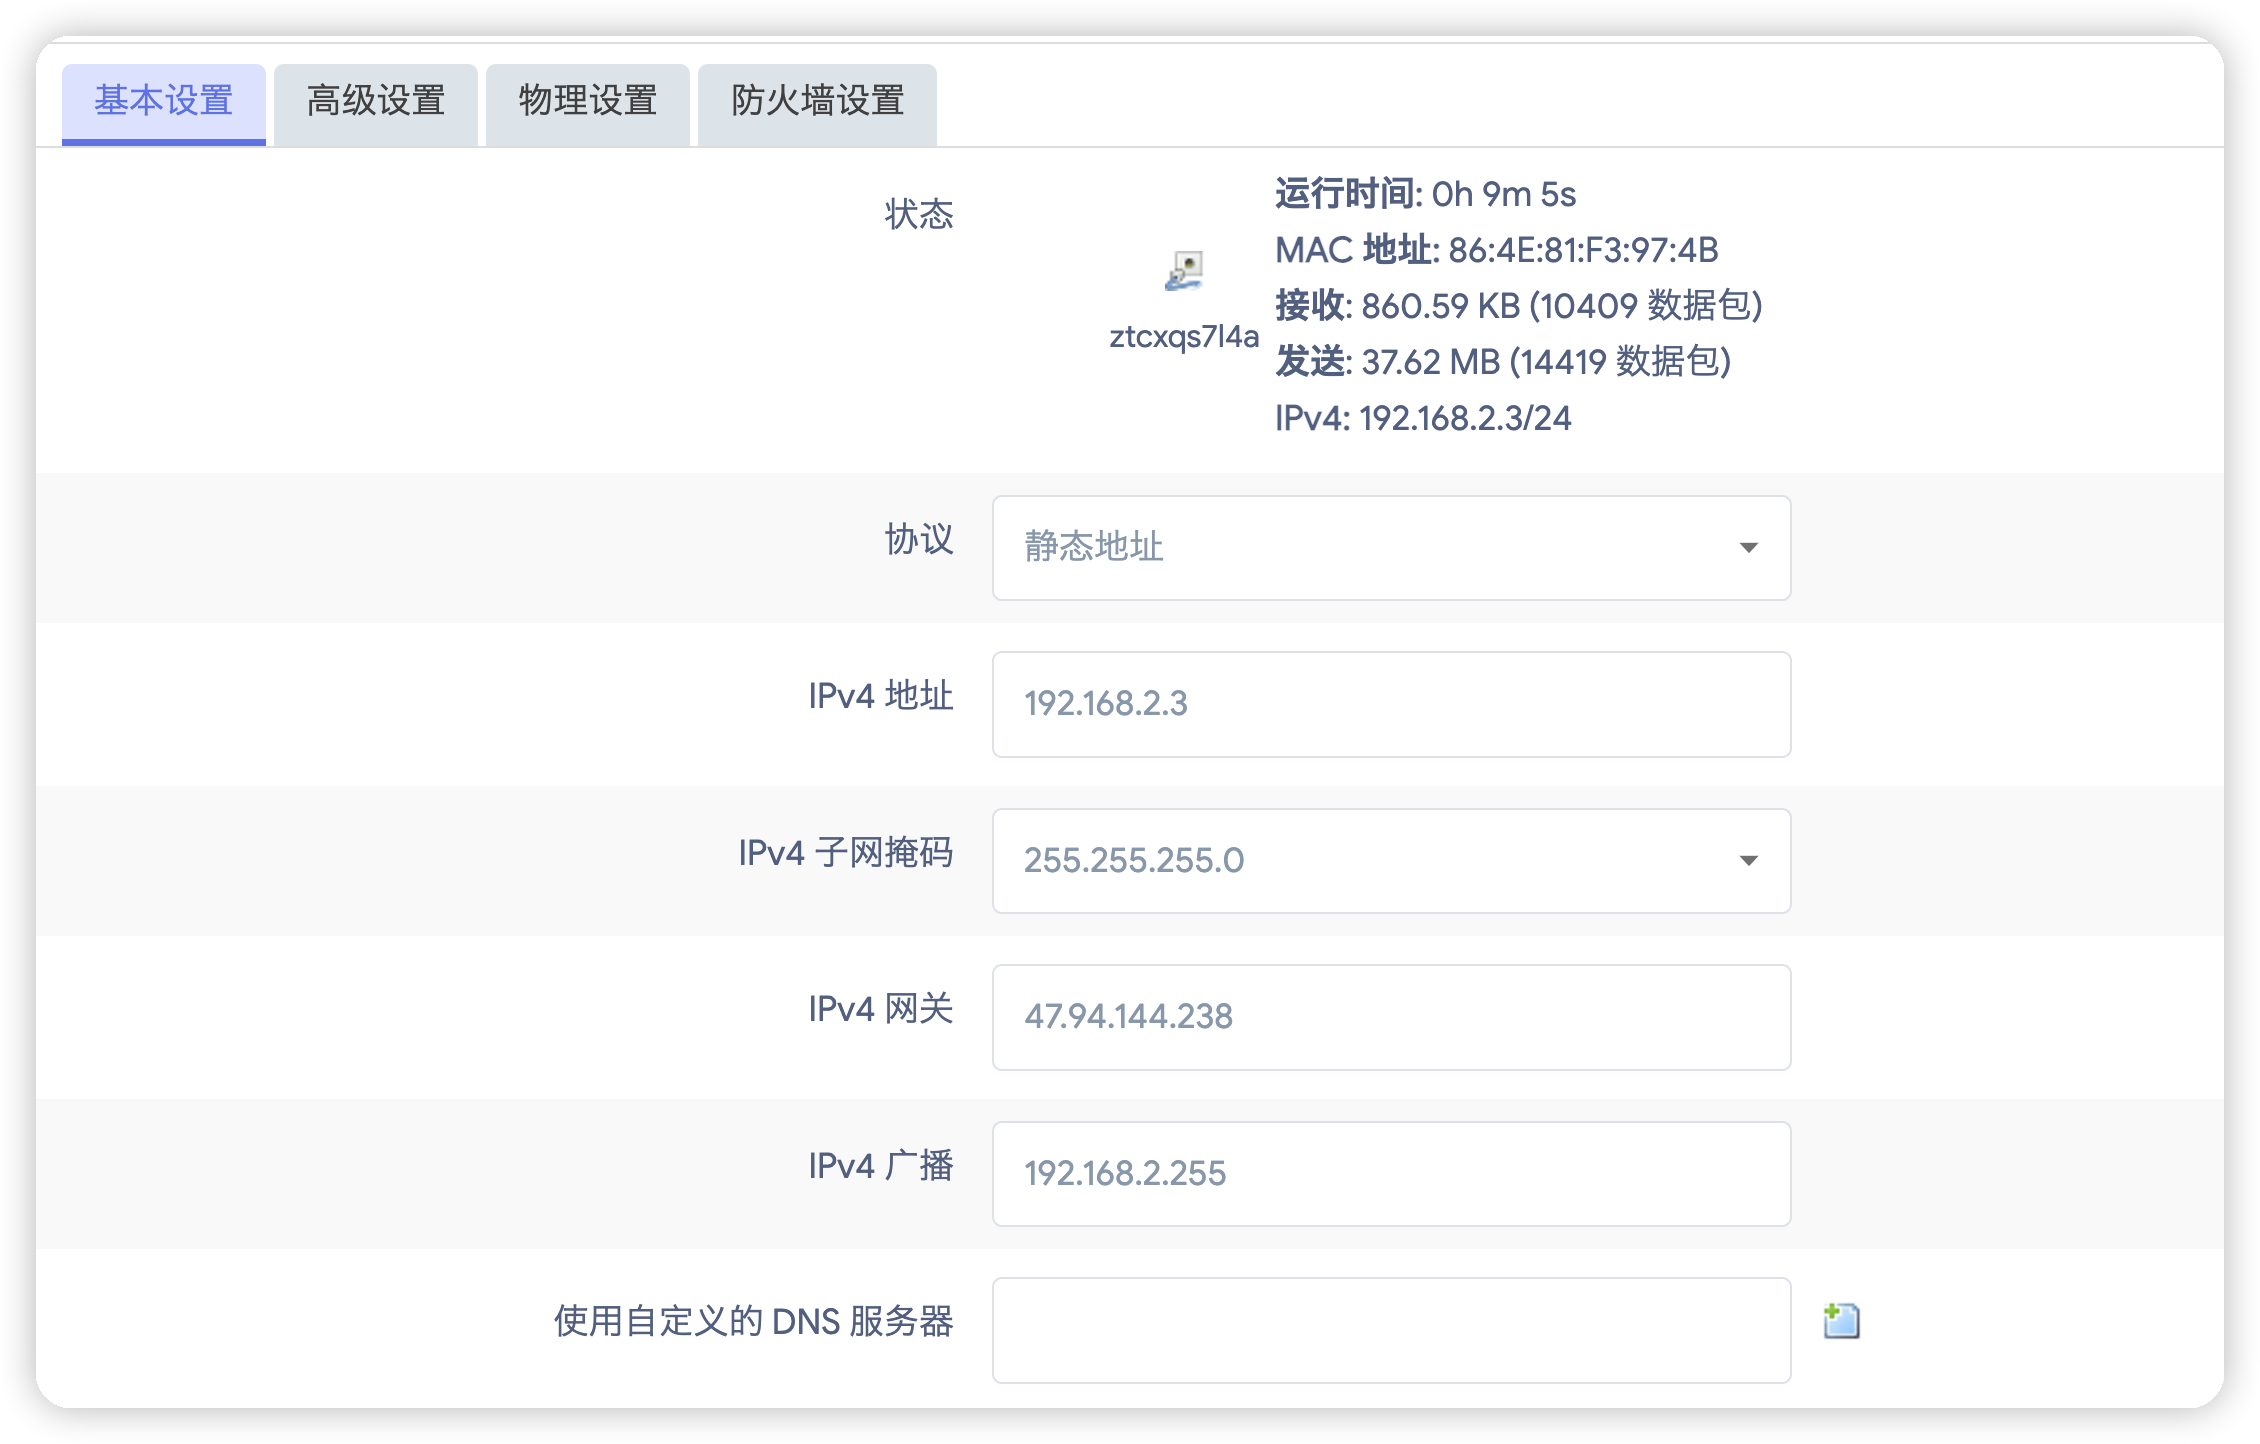 基本设置 高级设置 物理设置 防火墙设置
状态
ztcxqs7l4a
运行时间: 0h 9m 5s
MAC 地址: 86:4E:81:F3:97:4B
接收: 860.59 KB (10409 数据包)
发送: 37.62 MB (14419 数据包)
IPv4: 192.168.2.3/24
协议 静态地址
IPv4 地址 192.168.2.3
IPv4 子网掩码 255.255.255.0
IPv4 网关 47.94.144.238
IPv4 广播 192.168.2.255
使用自定义的 DNS 服务器